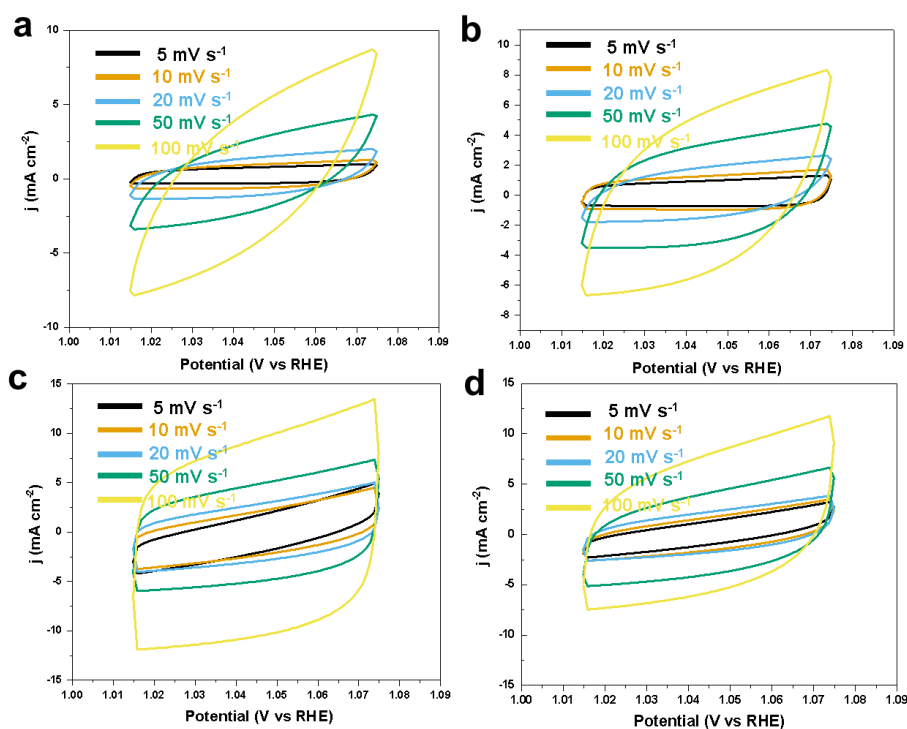 a
5 mV s⁻¹
10 mV s⁻¹
20 mV s⁻¹
50 mV s⁻¹
100 mV s⁻¹
j (mA cm⁻²)
10
5
0
-5
-10
1.00 1.01 1.02 1.03 1.04 1.05 1.06 1.07 1.08 1.09
Potential (V vs RHE)
b
5 mV s⁻¹
10 mV s⁻¹
20 mV s⁻¹
50 mV s⁻¹
100 mV s⁻¹
j (mA cm⁻²)
10
8
6
4
2
0
-2
-4
-6
-8
1.00 1.01 1.02 1.03 1.04 1.05 1.06 1.07 1.08 1.09
Potential (V vs RHE)
c
5 mV s⁻¹
10 mV s⁻¹
20 mV s⁻¹
50 mV s⁻¹
100 mV s⁻¹
j (mA cm⁻²)
15
10
5
0
-5
-10
-15
1.00 1.01 1.02 1.03 1.04 1.05 1.06 1.07 1.08 1.09
Potential (V vs RHE)
d
5 mV s⁻¹
10 mV s⁻¹
20 mV s⁻¹
50 mV s⁻¹
100 mV s⁻¹
j (mA cm⁻²)
15
10
5
0
-5
-10
-15
1.00 1.01 1.02 1.03 1.04 1.05 1.06 1.07 1.08 1.09
Potential (V vs RHE)